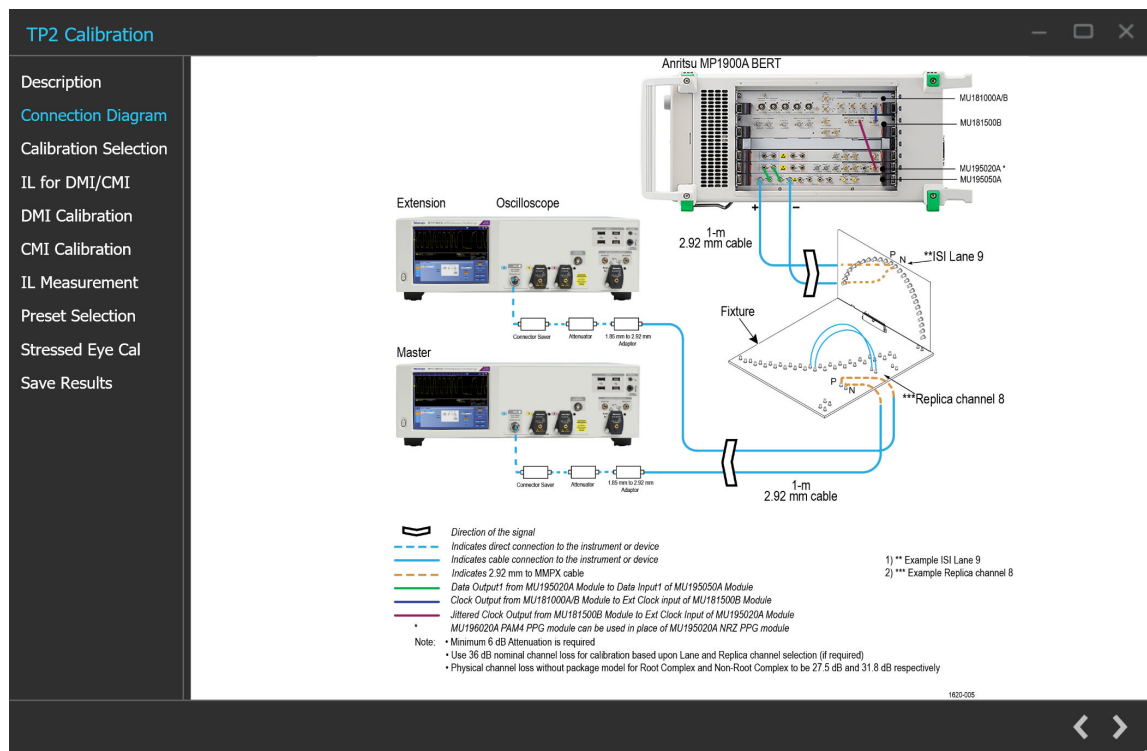 TP2 Calibration
Description
Connection Diagram
Calibration Selection
IL for DMI/CMI
DMI Calibration
CMI Calibration
IL Measurement
Preset Selection
Stressed Eye Cal
Save Results
Anritsu MP1900A BERT
MU181000A/B
MU181500B
MU195020A *
MU195050A
+ −
1-m
2.92 mm cable
Extension
Oscilloscope
P
N
**ISI Lane 9
Fixture
Connector Saver
Attenuator
1.85 mm to 2.92 mm
Adaptor
Master
P
N
***Replica channel 8
Connector Saver
Attenuator
1.85 mm to 2.92 mm
Adaptor
1-m
2.92 mm cable
Direction of the signal
Indicates direct connection to the instrument or device
Indicates cable connection to the instrument or device
Indicates 2.92 mm to MMPX cable
Data Output1 from MU195020A Module to Data Input1 of MU195050A Module
Clock Output from MU181000A/B Module to Ext Clock input of MU181500B Module
Jittered Clock Output from MU181500B Module to Ext Clock Input of MU195020A Module
* MU196020A PAM4 PPG module can be used in place of MU195020A NRZ PPG module
Note: • Minimum 6 dB Attenuation is required
• Use 36 dB nominal channel loss for calibration based upon Lane and Replica channel selection (if required)
• Physical channel loss without package model for Root Complex and Non-Root Complex to be 27.5 dB and 31.8 dB respectively
1) ** Example ISI Lane 9
2) *** Example Replica channel 8
1620-005